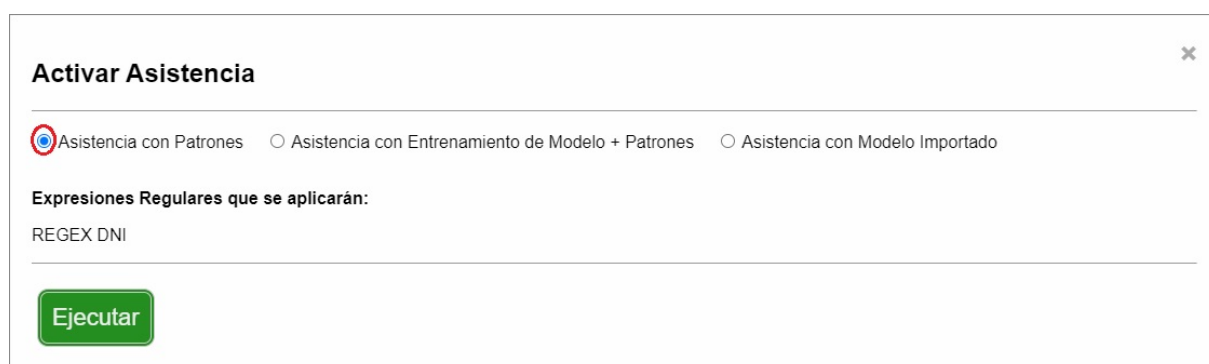 Activar Asistencia
Asistencia con Patrones Asistencia con Entrenamiento de Modelo + Patrones Asistencia con Modelo Importado
Expresiones Regulares que se aplicarán:
REGEX DNI
Ejecutar